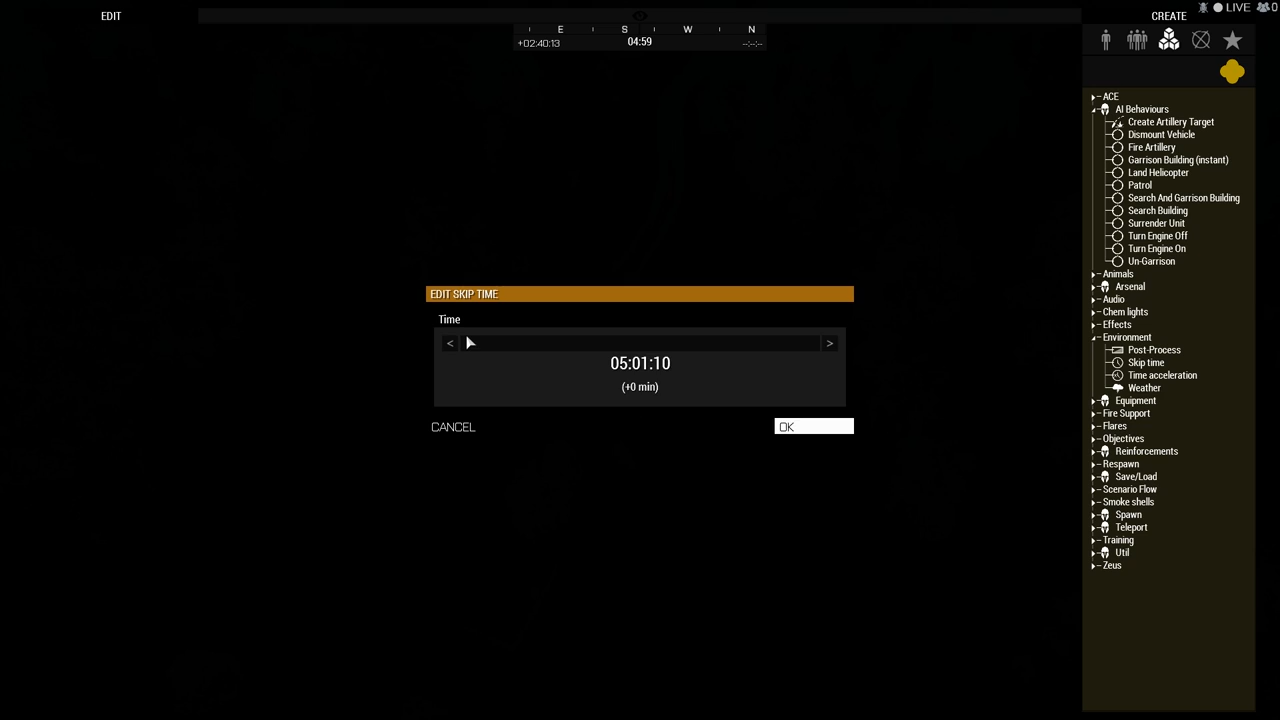 EDIT
CREATE
LIVE
0
E S W N
+02:40:13 04:59 --:--:--
ACE
AI Behaviours
Create Artillery Target
Dismount Vehicle
Fire Artillery
Garrison Building (instant)
Land Helicopter
Patrol
Search And Garrison Building
Search Building
Surrender Unit
Turn Engine Off
Turn Engine On
Un-Garrison
Animals
Arsenal
Audio
Chem lights
Effects
Environment
Post-Process
Skip time
Time acceleration
Weather
Equipment
Fire Support
Flares
Objectives
Reinforcements
Respawn
Save/Load
Scenario Flow
Smoke shells
Spawn
Teleport
Training
Util
Zeus
EDIT SKIP TIME
Time
< >
05:01:10
(+0 min)
CANCEL OK